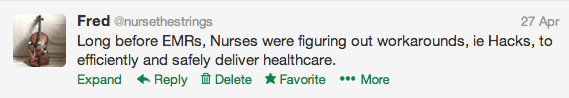 Fred @nursethestrings 27 Apr
Long before EMRs, Nurses were figuring out workarounds, ie Hacks, to
efficiently and safely deliver healthcare.
Expand Reply Delete Favorite More